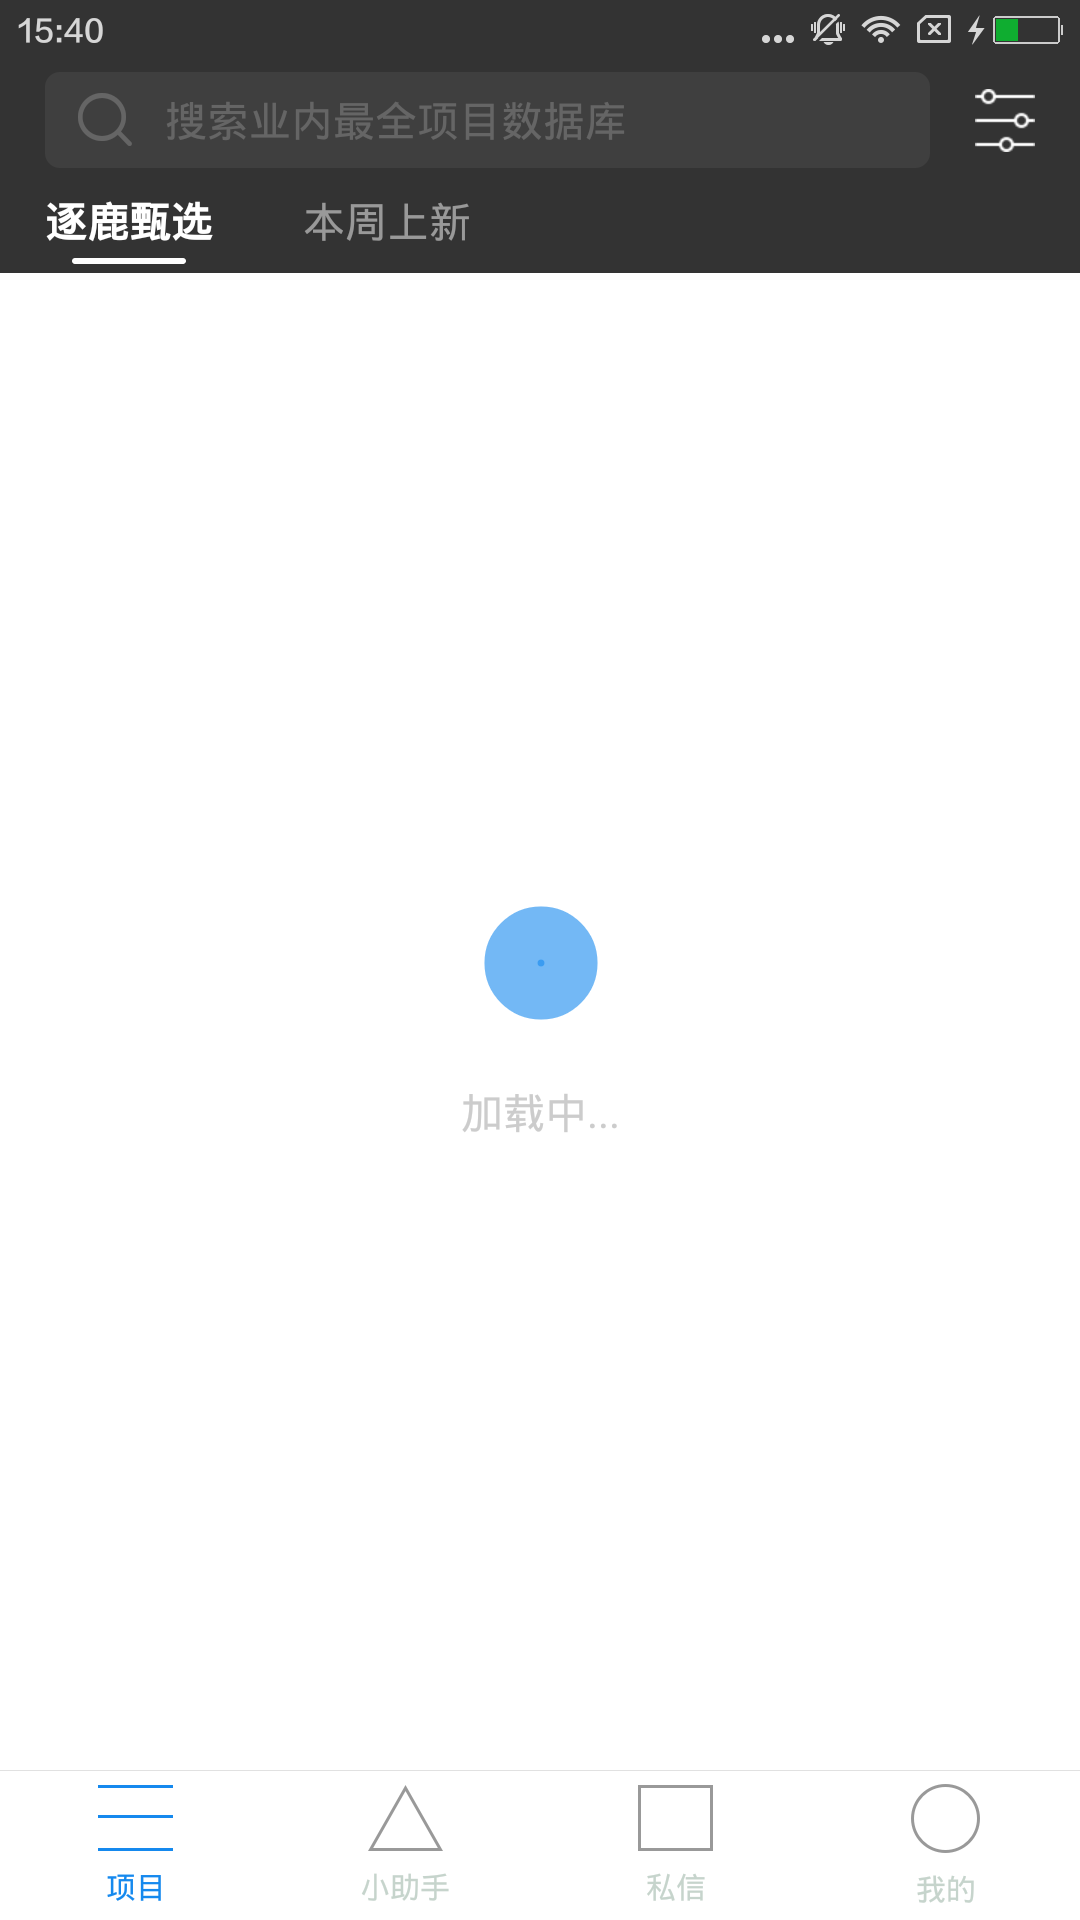 15:40
搜索业内最全项目数据库
逐鹿甄选 本周上新
加载中...
项目 小助手 私信 我的